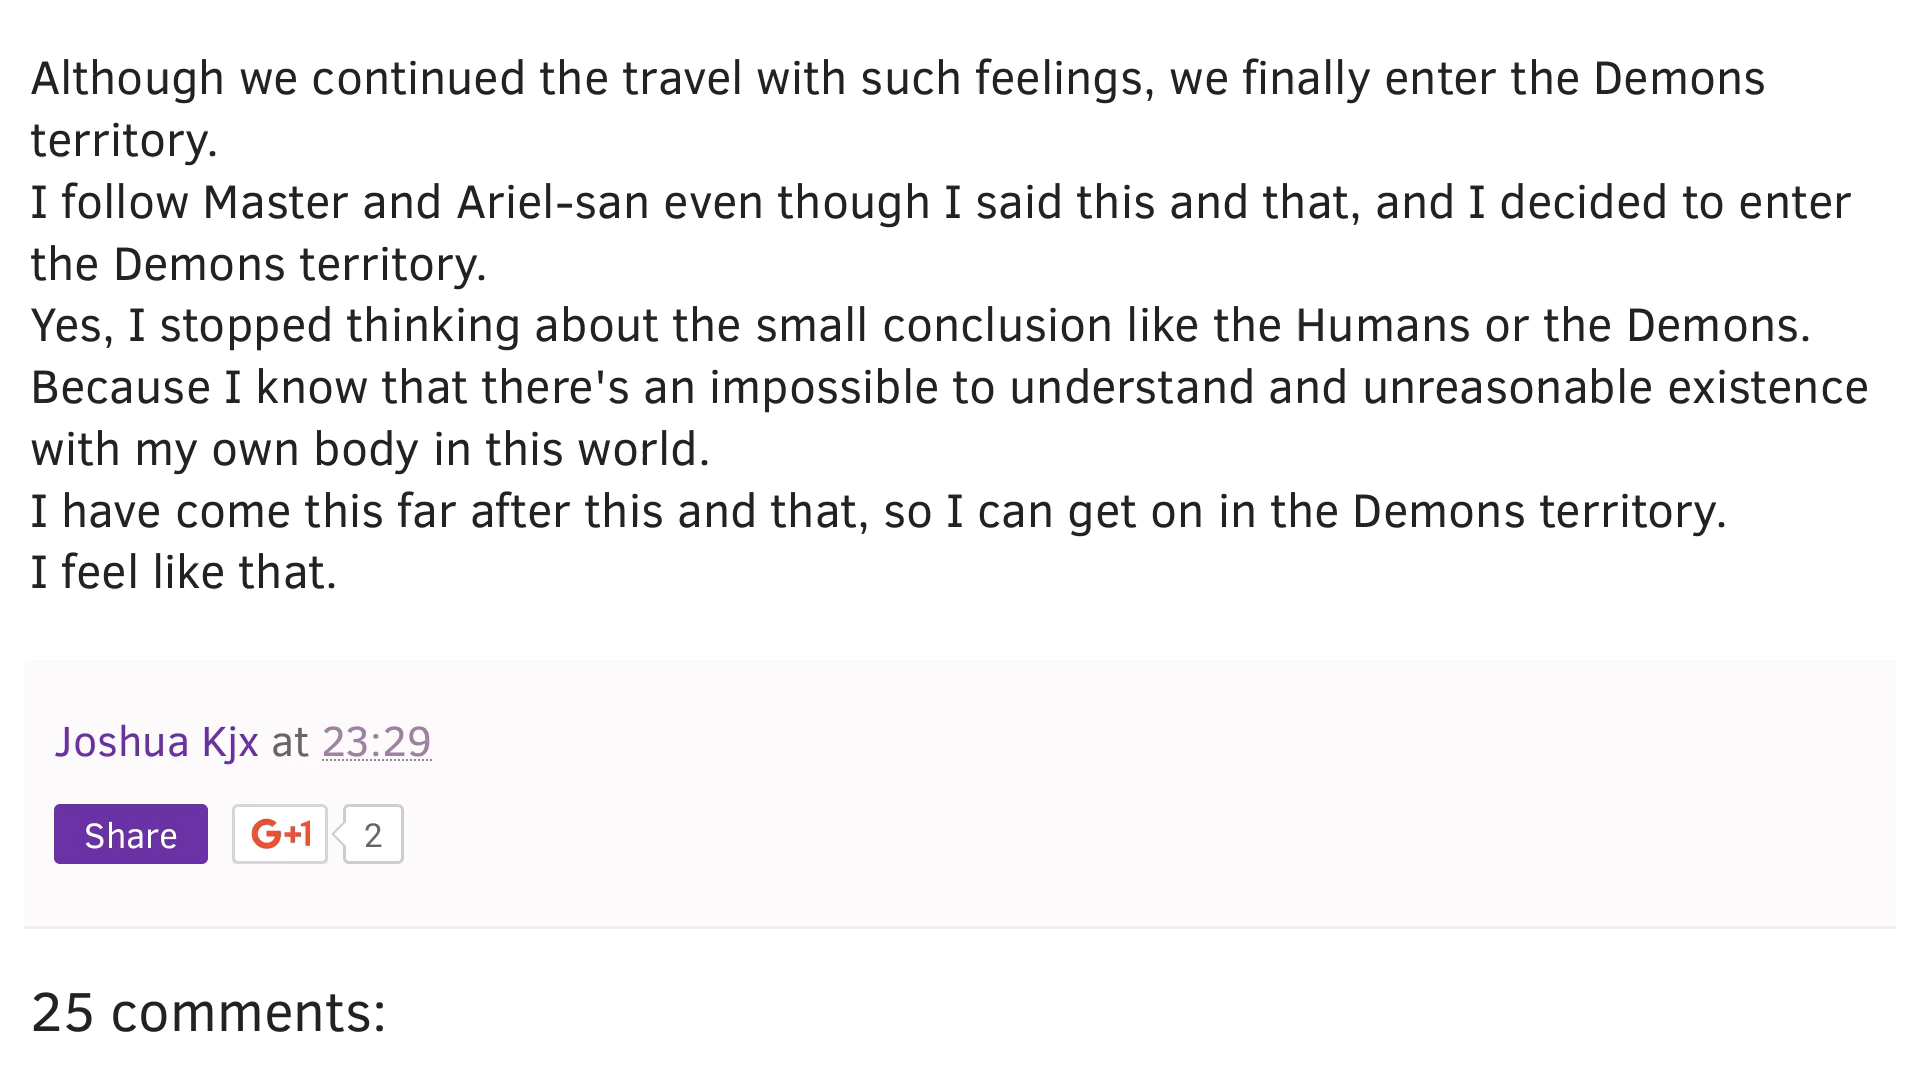 Although we continued the travel with such feelings, we finally enter the Demons
territory.
I follow Master and Ariel-san even though I said this and that, and I decided to enter
the Demons territory.
Yes, I stopped thinking about the small conclusion like the Humans or the Demons.
Because I know that there's an impossible to understand and unreasonable existence
with my own body in this world.
I have come this far after this and that, so I can get on in the Demons territory.
I feel like that.
Joshua Kjx at 23:29
Share G+1 2
25 comments: